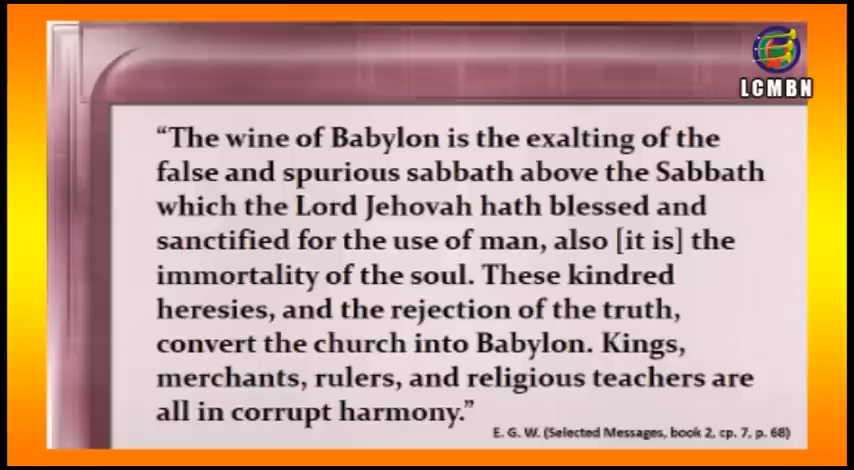 LCMBN
“The wine of Babylon is the exalting of the
false and spurious sabbath above the Sabbath
which the Lord Jehovah hath blessed and
sanctified for the use of man, also [it is] the
immortality of the soul. These kindred
heresies, and the rejection of the truth,
convert the church into Babylon. Kings,
merchants, rulers, and religious teachers are
all in corrupt harmony.”
E. G. W. (Selected Messages, book 2, cp. 7, p. 68)